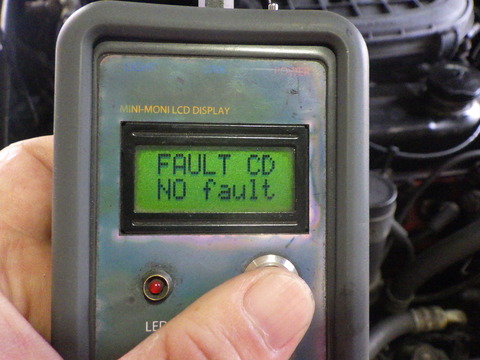 MINI-MONI LCD DISPLAY
FAULT CD
NO fault
LED